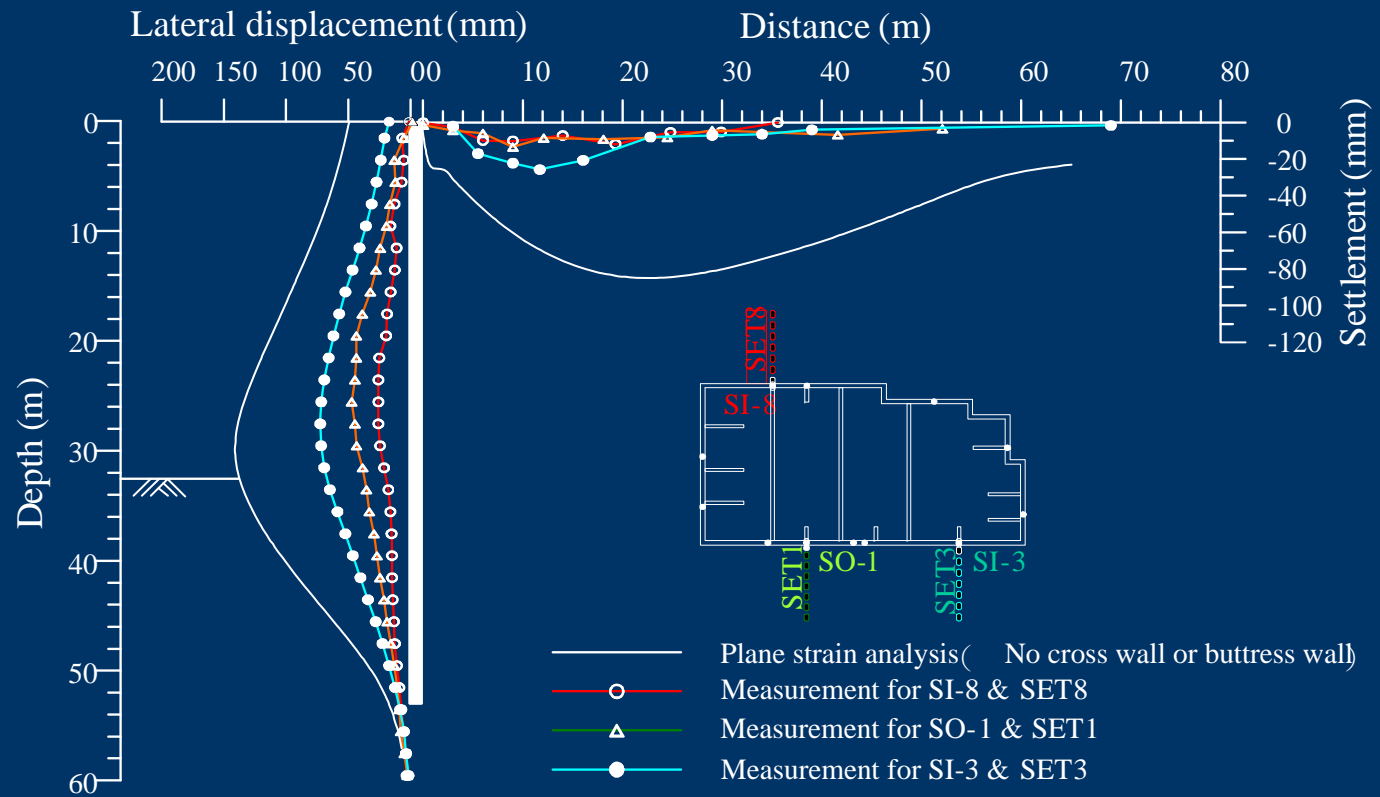 Lateral displacement (mm)
Distance (m)
200 150 100 50 00 10 20 30 40 50 60 70 80
0
10
20
30
40
50
60
Depth (m)
0
-20
-40
-60
-80
-100
-120
Settlement (mm)
SET8
SI-8
SET1
SO-1
SET3
SI-3
Plane strain analysis( No cross wall or buttress wall)
Measurement for SI-8 & SET8
Measurement for SO-1 & SET1
Measurement for SI-3 & SET3